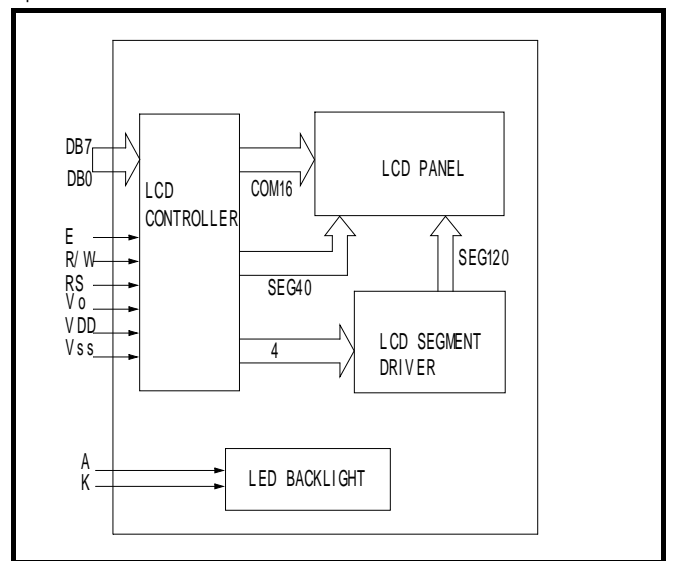 DB7
DB0
LCD
CONTROLLER
COM16
LCD PANEL
E
R/W
RS
Vo
VDD
Vss
SEG40
SEG120
4
LCD SEGMENT
DRIVER
A
K
LED BACKLIGHT